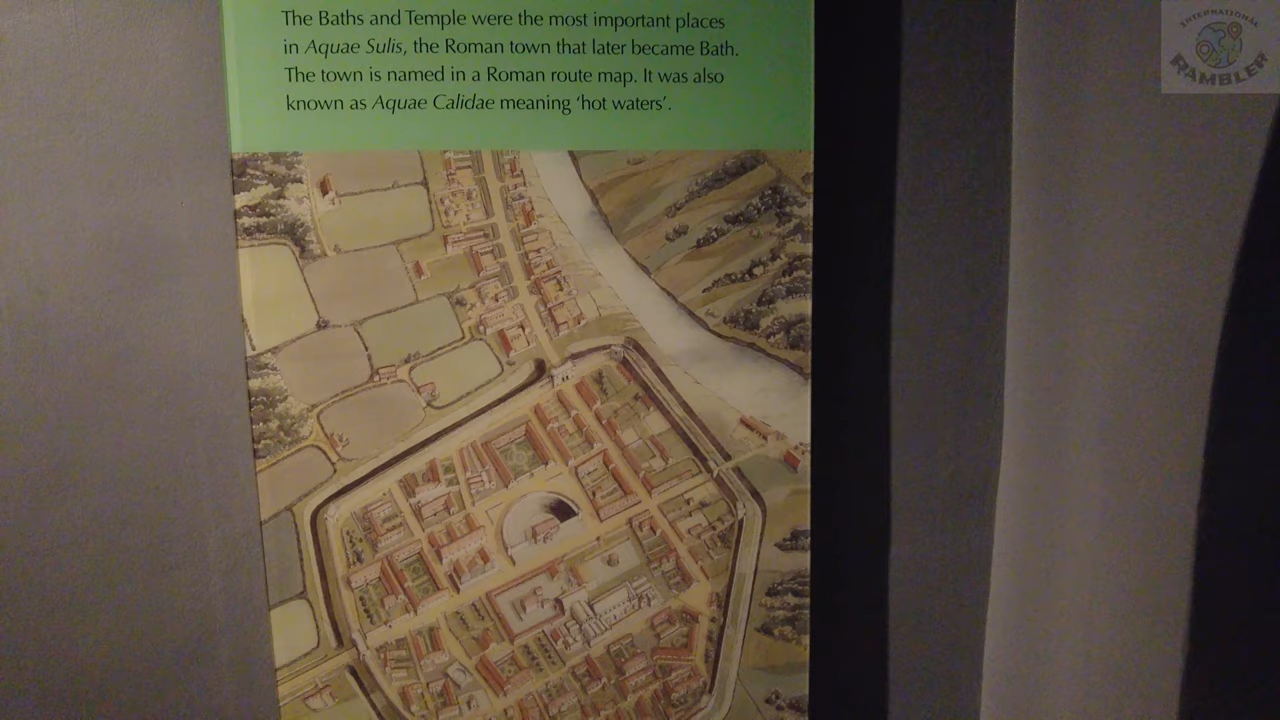 The Baths and Temple were the most important places
in Aquae Sulis, the Roman town that later became Bath.
The town is named in a Roman route map. It was also
known as Aquae Calidae meaning ‘hot waters’.
INTERNATIONAL
RAMBLER